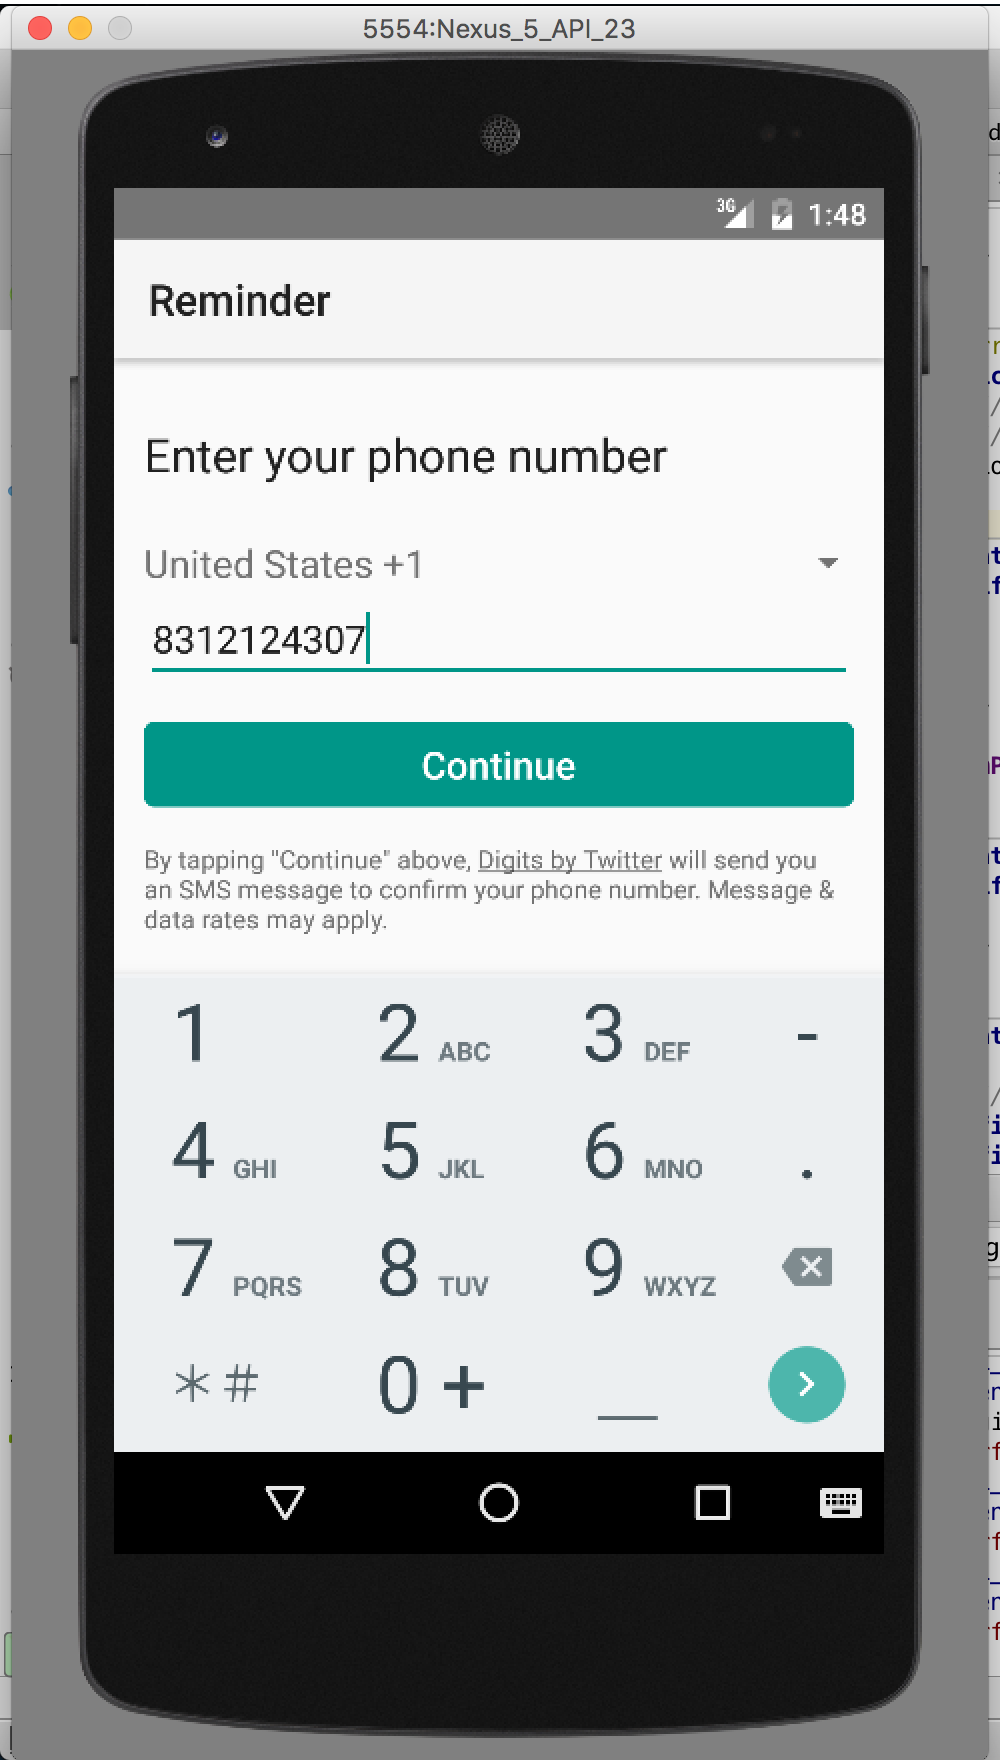 5554:Nexus_5_API_23
3G 1:48
Reminder
Enter your phone number
United States +1
8312124307
Continue
By tapping "Continue" above, Digits by Twitter will send you
an SMS message to confirm your phone number. Message &
data rates may apply.
1 2 ABC 3 DEF -
4 GHI 5 JKL 6 MNO .
7 PQRS 8 TUV 9 WXYZ
* # 0 + _